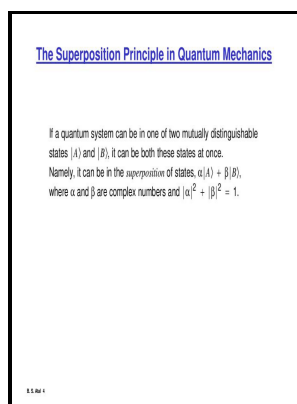 The Superposition Principle in Quantum Mechanics
If a quantum system can be in one of two mutually distinguishable
states |A⟩ and |B⟩, it can be both these states at once.
Namely, it can be in the superposition of states, α|A⟩ + β|B⟩,
where α and β are complex numbers and |α|² + |β|² = 1.
B. S. 4